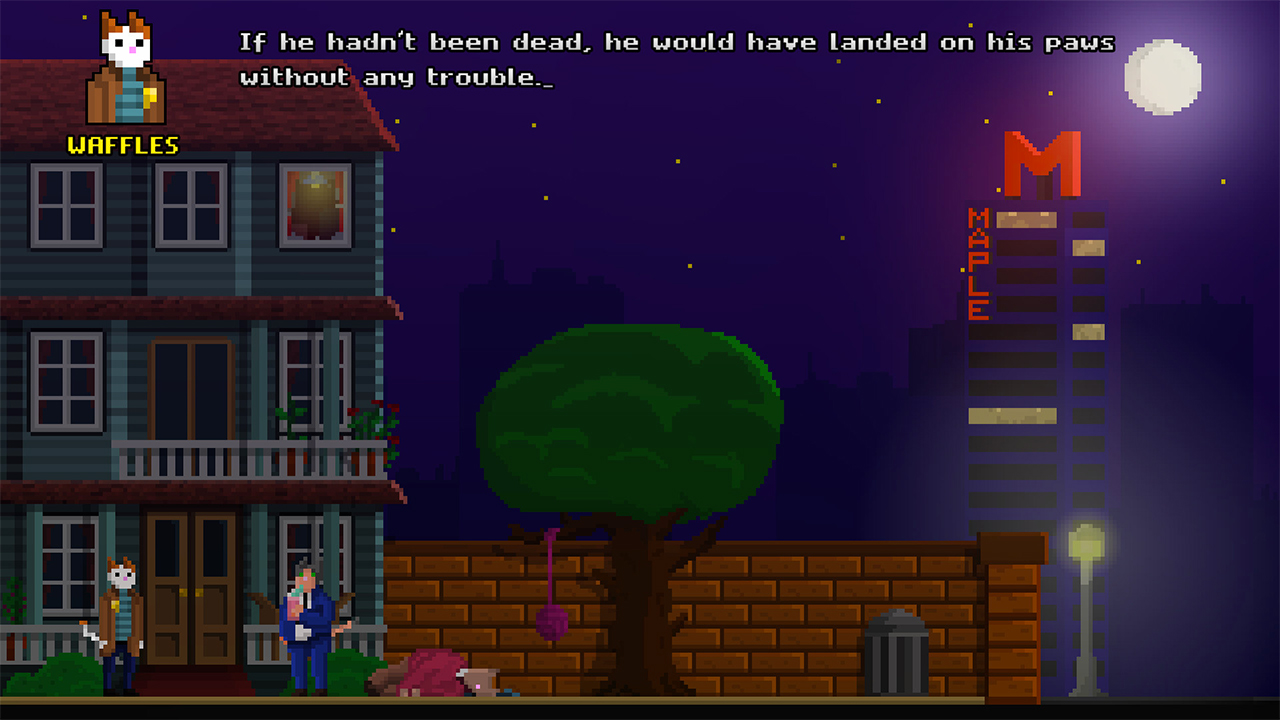 If he hadn't been dead, he would have landed on his paws
without any trouble._
WAFFLES
M
MAPLE